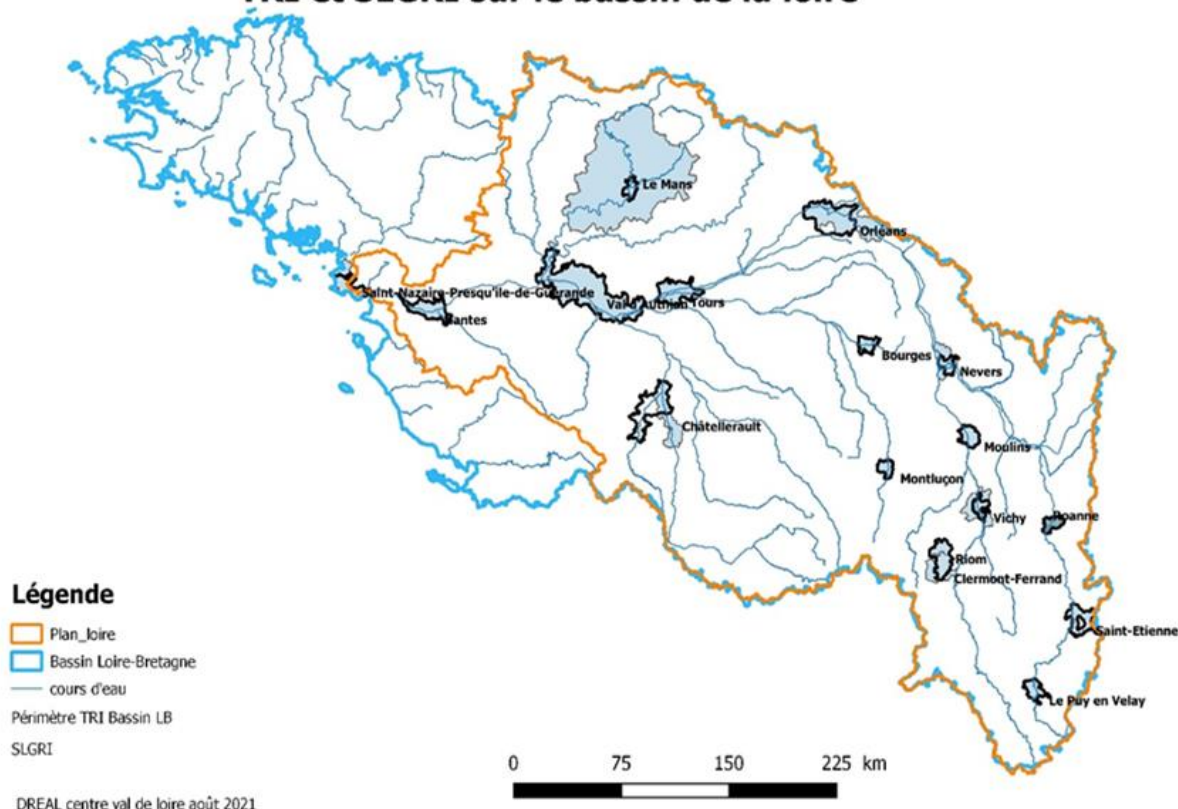 TRI et SLGRI sur le bassin de la loire
Le Mans
Orléans
Saint-Nazaire-Presqu'île-de-Guérande
Nantes
Val d'Authion
Tours
Bourges
Nevers
Châtellerault
Moulins
Montluçon
Vichy
Roanne
Riom
Clermont-Ferrand
Saint-Etienne
Le Puy en Velay
Légende
Plan_loire
Bassin Loire-Bretagne
cours d'eau
Périmètre TRI Bassin LB
SLGRI
0 75 150 225 km
DREAL centre val de loire août 2021